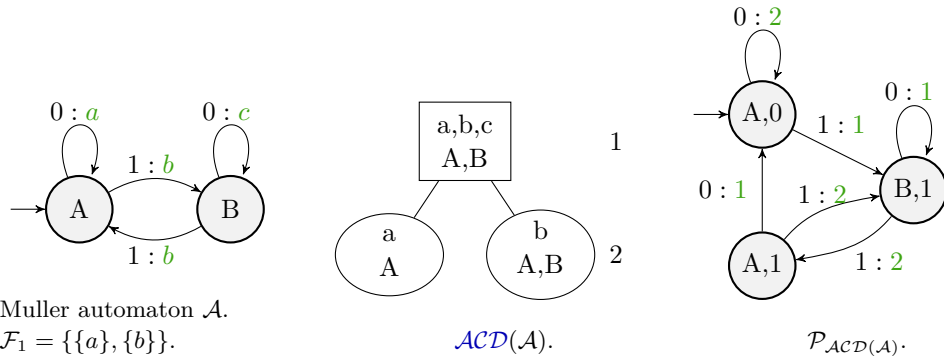 0 : a
0 : c
1 : b
A
B
1 : b
Muller automaton 𝒜.
ℱ₁ = {{a}, {b}}.
a,b,c
A,B
1
a
A
b
A,B
2
𝒜𝒞𝒟(𝒜).
0 : 2
A,0
1 : 1
0 : 1
0 : 1
1 : 2
B,1
A,1
1 : 2
𝒫𝒜𝒞𝒟(𝒜).